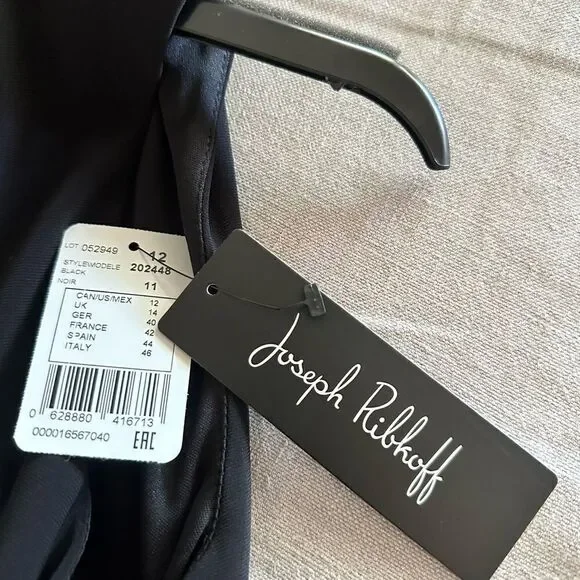 LOT 052949 12
STYLE\MODELE 202448
BLACK
NOIR 11
CAN/US/MEX 12
UK 14
GER 40
FRANCE 42
SPAIN 44
ITALY 46
0 628880 416713
000016567040 EAC
Joseph Ribkoff